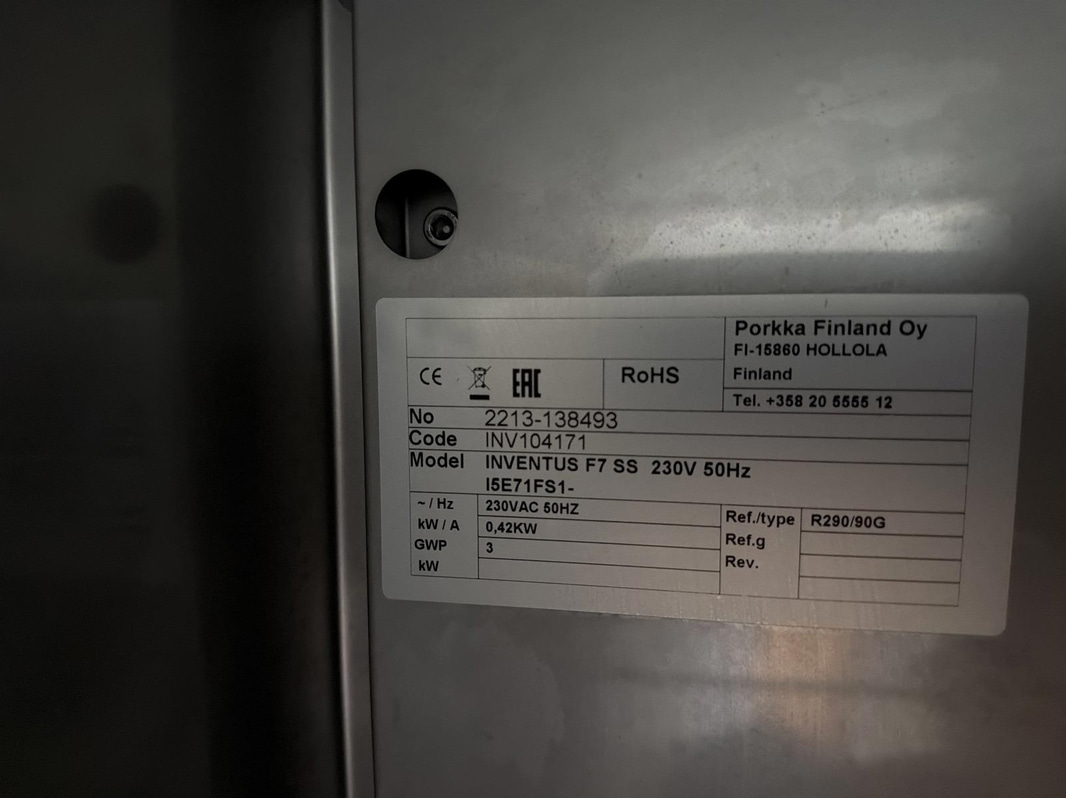 Porkka Finland Oy
FI-15860 HOLLOLA
Finland
Tel. +358 20 5555 12
CE EAC RoHS
No 2213-138493
Code INV104171
Model INVENTUS F7 SS 230V 50Hz
I5E71FS1-
~ / Hz 230VAC 50HZ
kW / A 0,42KW
GWP 3
kW
Ref./type R290/90G
Ref.g
Rev.